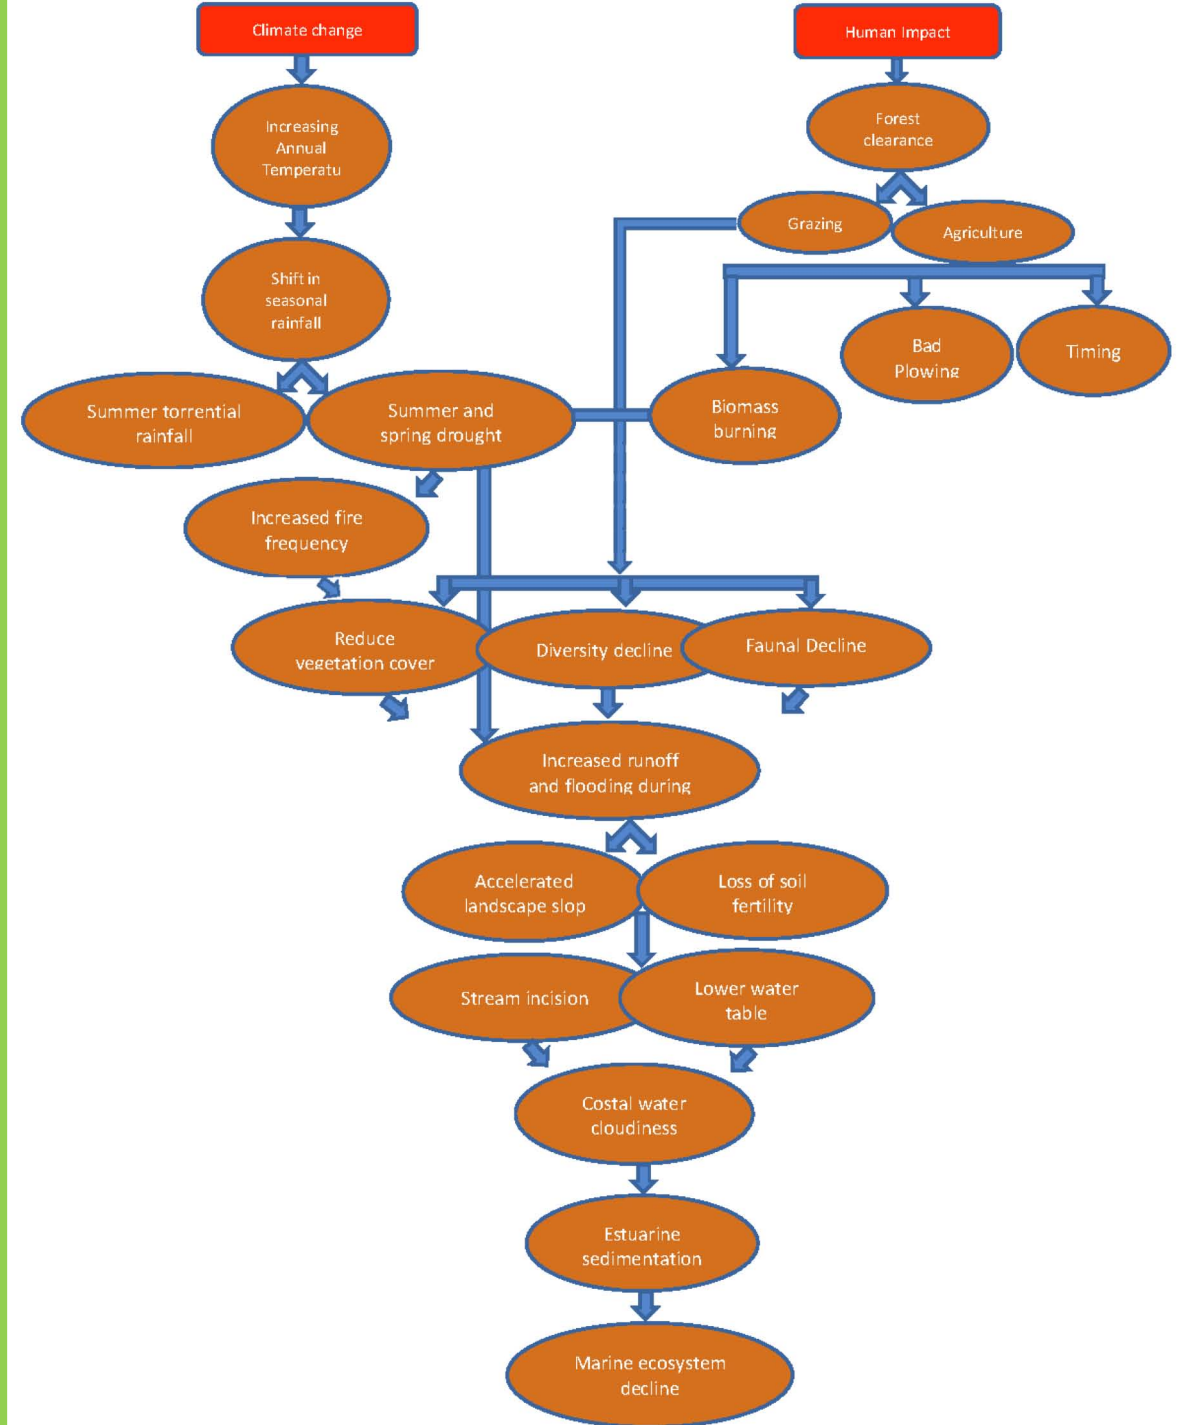 Climate change
Human Impact
Increasing
Annual
Temperatu
Forest
clearance
Grazing
Agriculture
Shift in
seasonal
rainfall
Bad
Plowing
Timing
Summer torrential
rainfall
Summer and
spring drought
Biomass
burning
Increased fire
frequency
Reduce
vegetation cover
Diversity decline
Faunal Decline
Increased runoff
and flooding during
Accelerated
landscape slop
Loss of soil
fertility
Stream incision
Lower water
table
Costal water
cloudiness
Estuarine
sedimentation
Marine ecosystem
decline